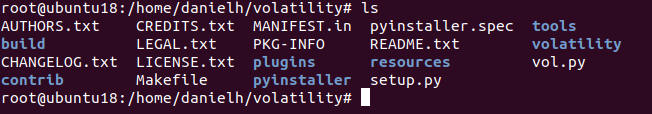 root@ubuntu18:/home/danielh/volatility# ls
AUTHORS.txt CREDITS.txt MANIFEST.in pyinstaller.spec tools
build LEGAL.txt PKG-INFO README.txt volatility
CHANGELOG.txt LICENSE.txt plugins resources vol.py
contrib Makefile pyinstaller setup.py
root@ubuntu18:/home/danielh/volatility#